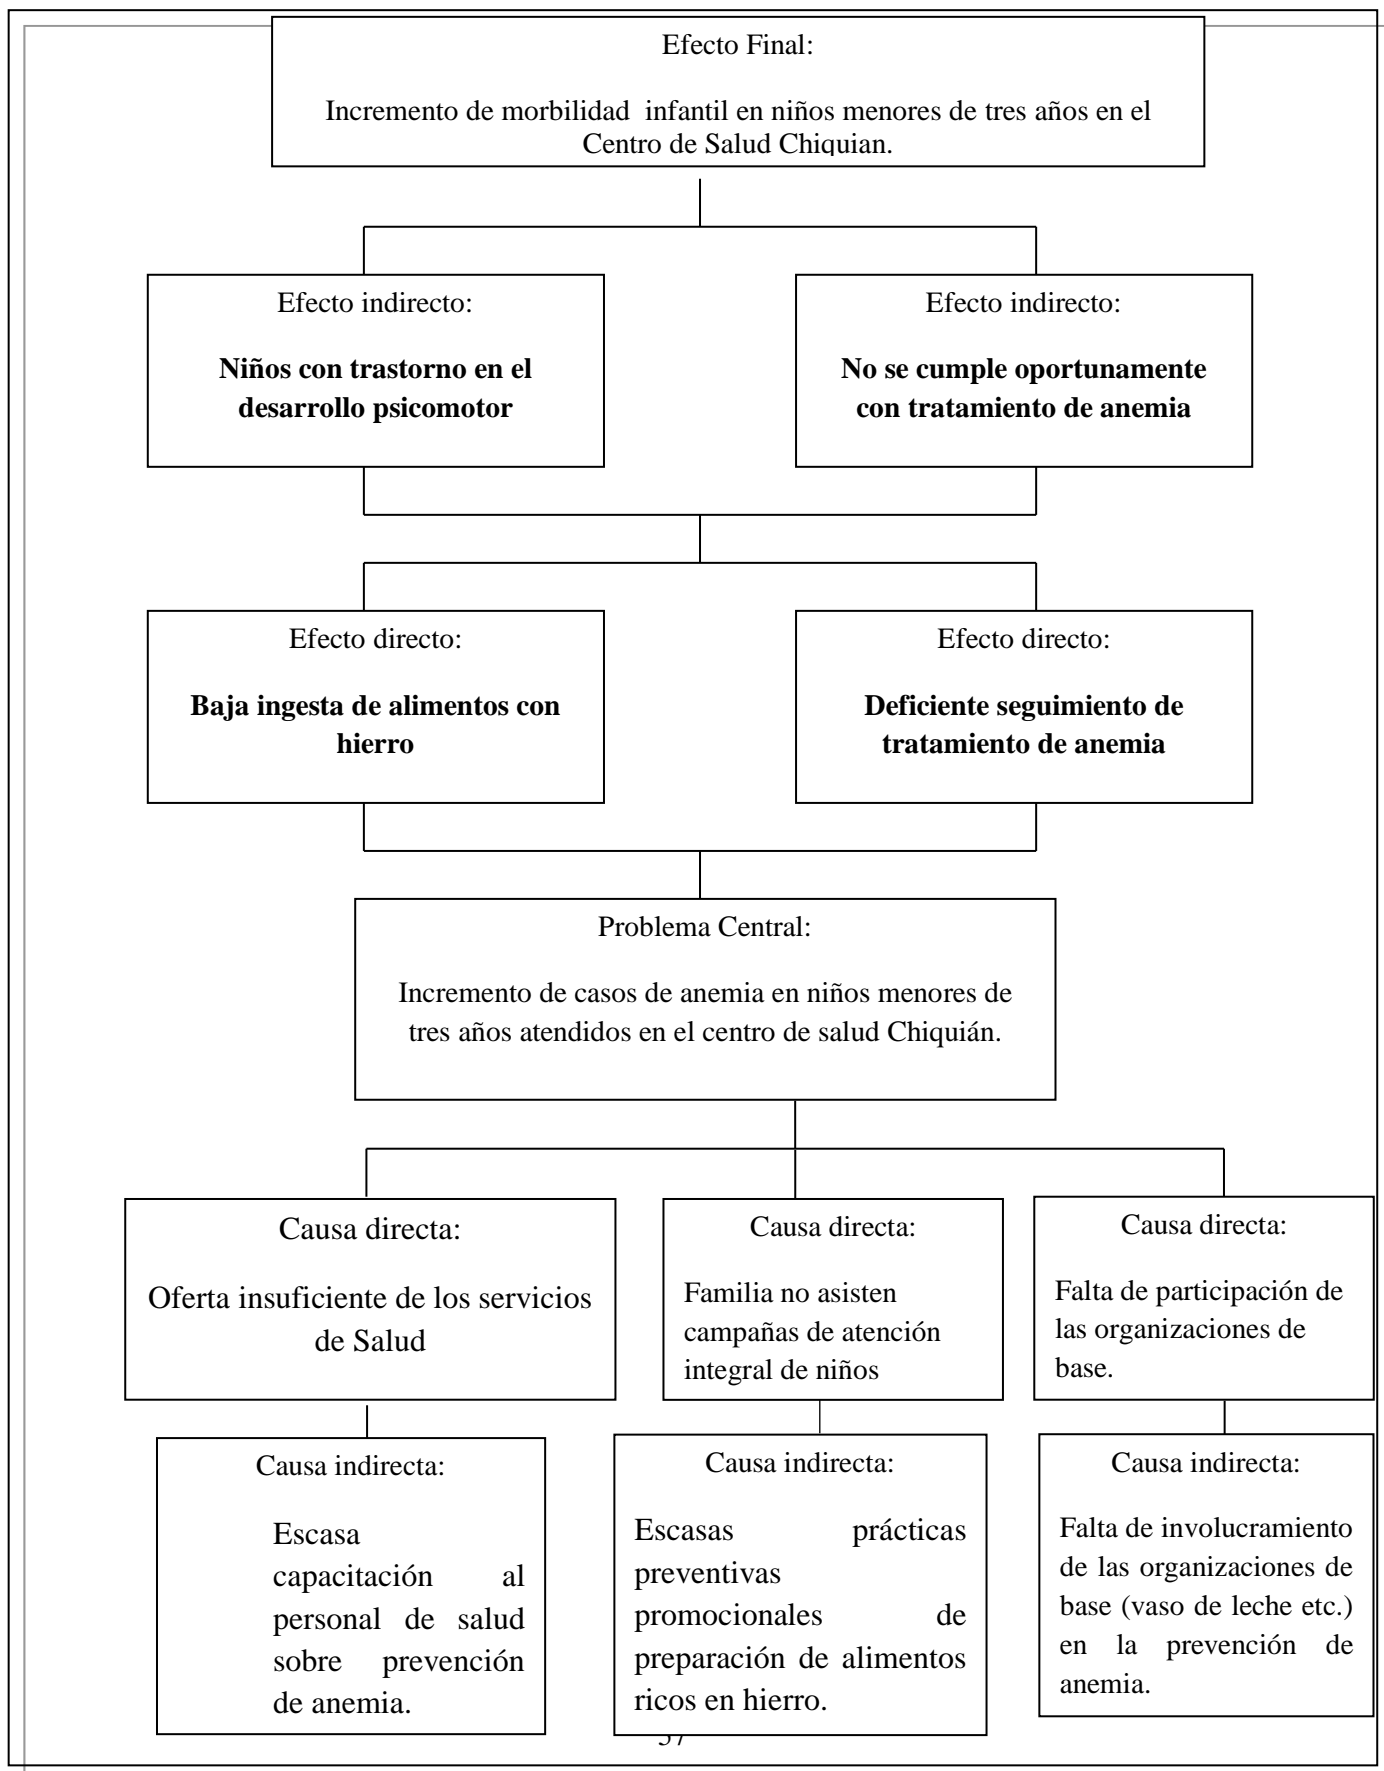 Efecto Final:
Incremento de morbilidad  infantil en niños menores de tres años en el
Centro de Salud Chiquian.
Efecto indirecto:
Niños con trastorno en el
desarrollo psicomotor
Efecto indirecto:
No se cumple oportunamente
con tratamiento de anemia
Efecto directo:
Baja ingesta de alimentos con
hierro
Efecto directo:
Deficiente seguimiento de
tratamiento de anemia
Problema Central:
Incremento de casos de anemia en niños menores de
tres años atendidos en el centro de salud Chiquián.
Causa directa:
Oferta insuficiente de los servicios
de Salud
Causa directa:
Familia no asisten
campañas de atención
integral de niños
Causa directa:
Falta de participación de
las organizaciones de
base.
Causa indirecta:
Escasa
capacitación al
personal de salud
sobre prevención
de anemia.
Causa indirecta:
Escasas prácticas
preventivas
promocionales de
preparación de alimentos
ricos en hierro.
Causa indirecta:
Falta de involucramiento
de las organizaciones de
base (vaso de leche etc.)
en la prevención de
anemia.